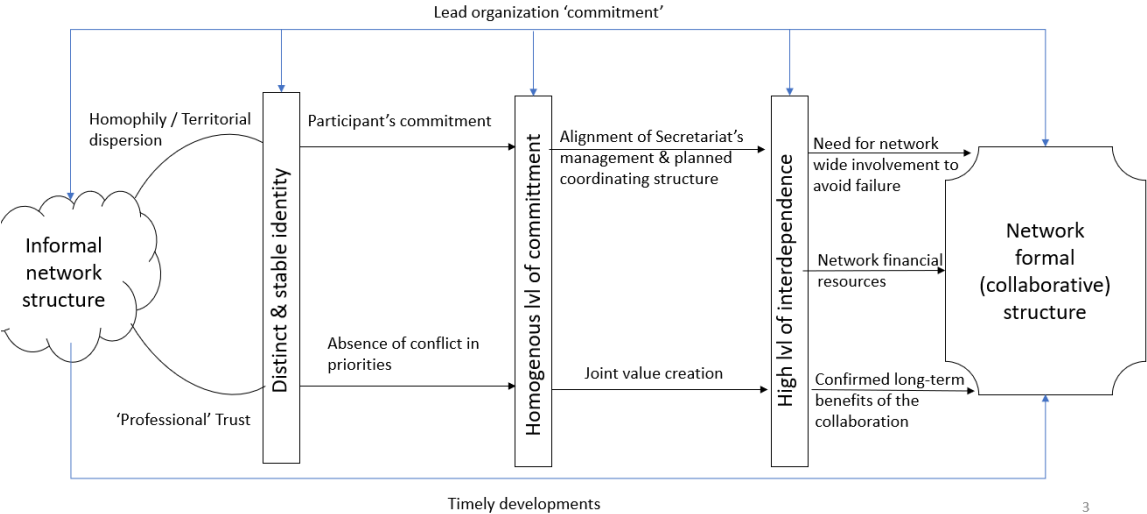 Lead organization ‘commitment’
Homophily / Territorial
dispersion
Participant’s commitment
Alignment of Secretariat’s
management & planned
coordinating structure
Need for network
wide involvement to
avoid failure
Informal
network
structure
Distinct & stable identity
Homogenous lvl of committment
High lvl of interdependence
Network financial
resources
Network
formal
(collaborative)
structure
Absence of conflict in
priorities
Joint value creation
Confirmed long-term
benefits of the
collaboration
‘Professional’ Trust
Timely developments
3